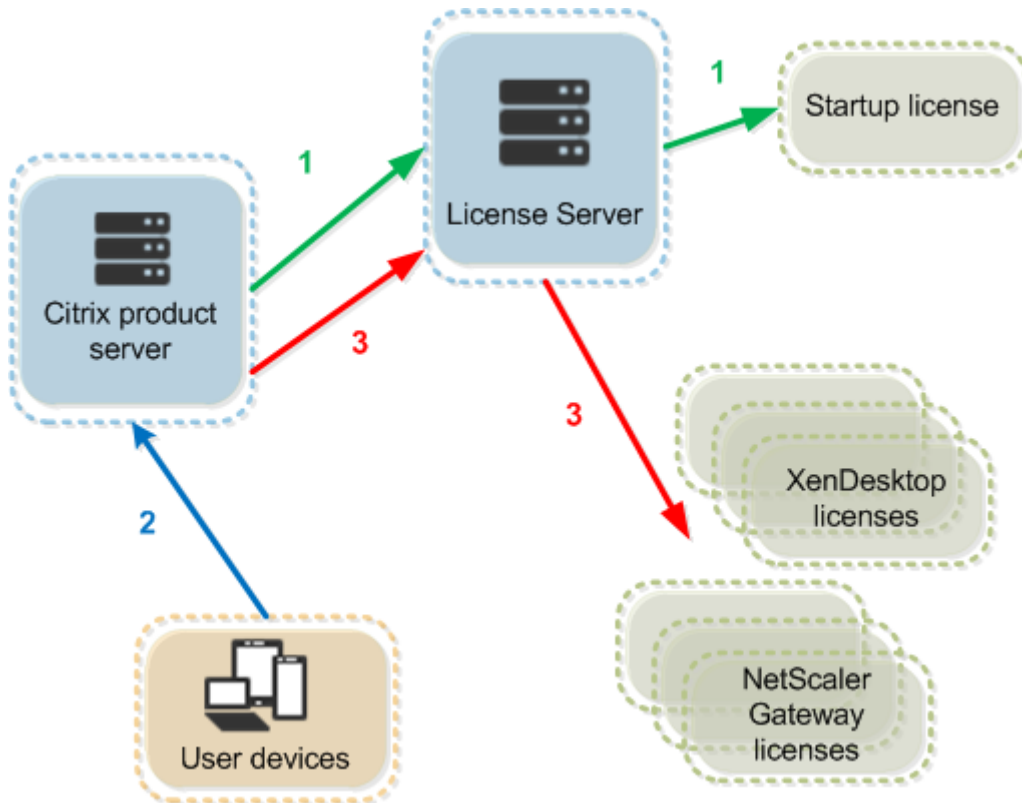 1
Startup license
1
License Server
Citrix product
server
3
3
XenDesktop
licenses
2
NetScaler
Gateway
licenses
User devices